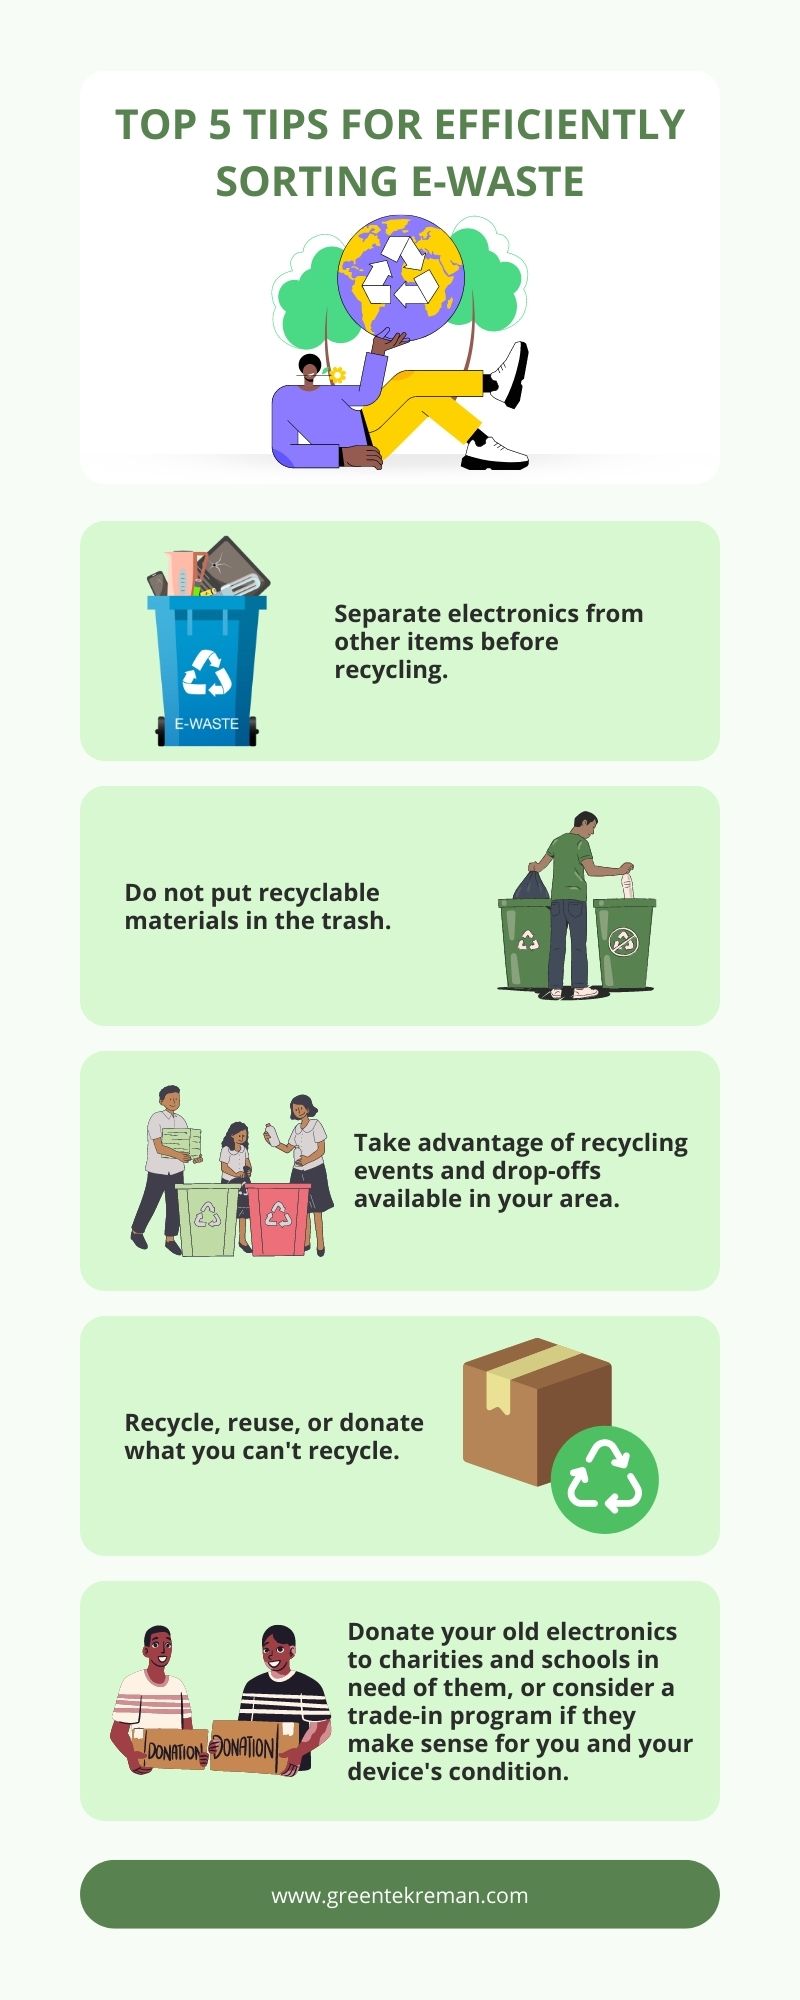 TOP 5 TIPS FOR EFFICIENTLY
SORTING E-WASTE
E-WASTE
Separate electronics from
other items before
recycling.
Do not put recyclable
materials in the trash.
Take advantage of recycling
events and drop-offs
available in your area.
Recycle, reuse, or donate
what you can't recycle.
DONATION
DONATION
Donate your old electronics
to charities and schools in
need of them, or consider a
trade-in program if they
make sense for you and your
device's condition.
www.greentekreman.com